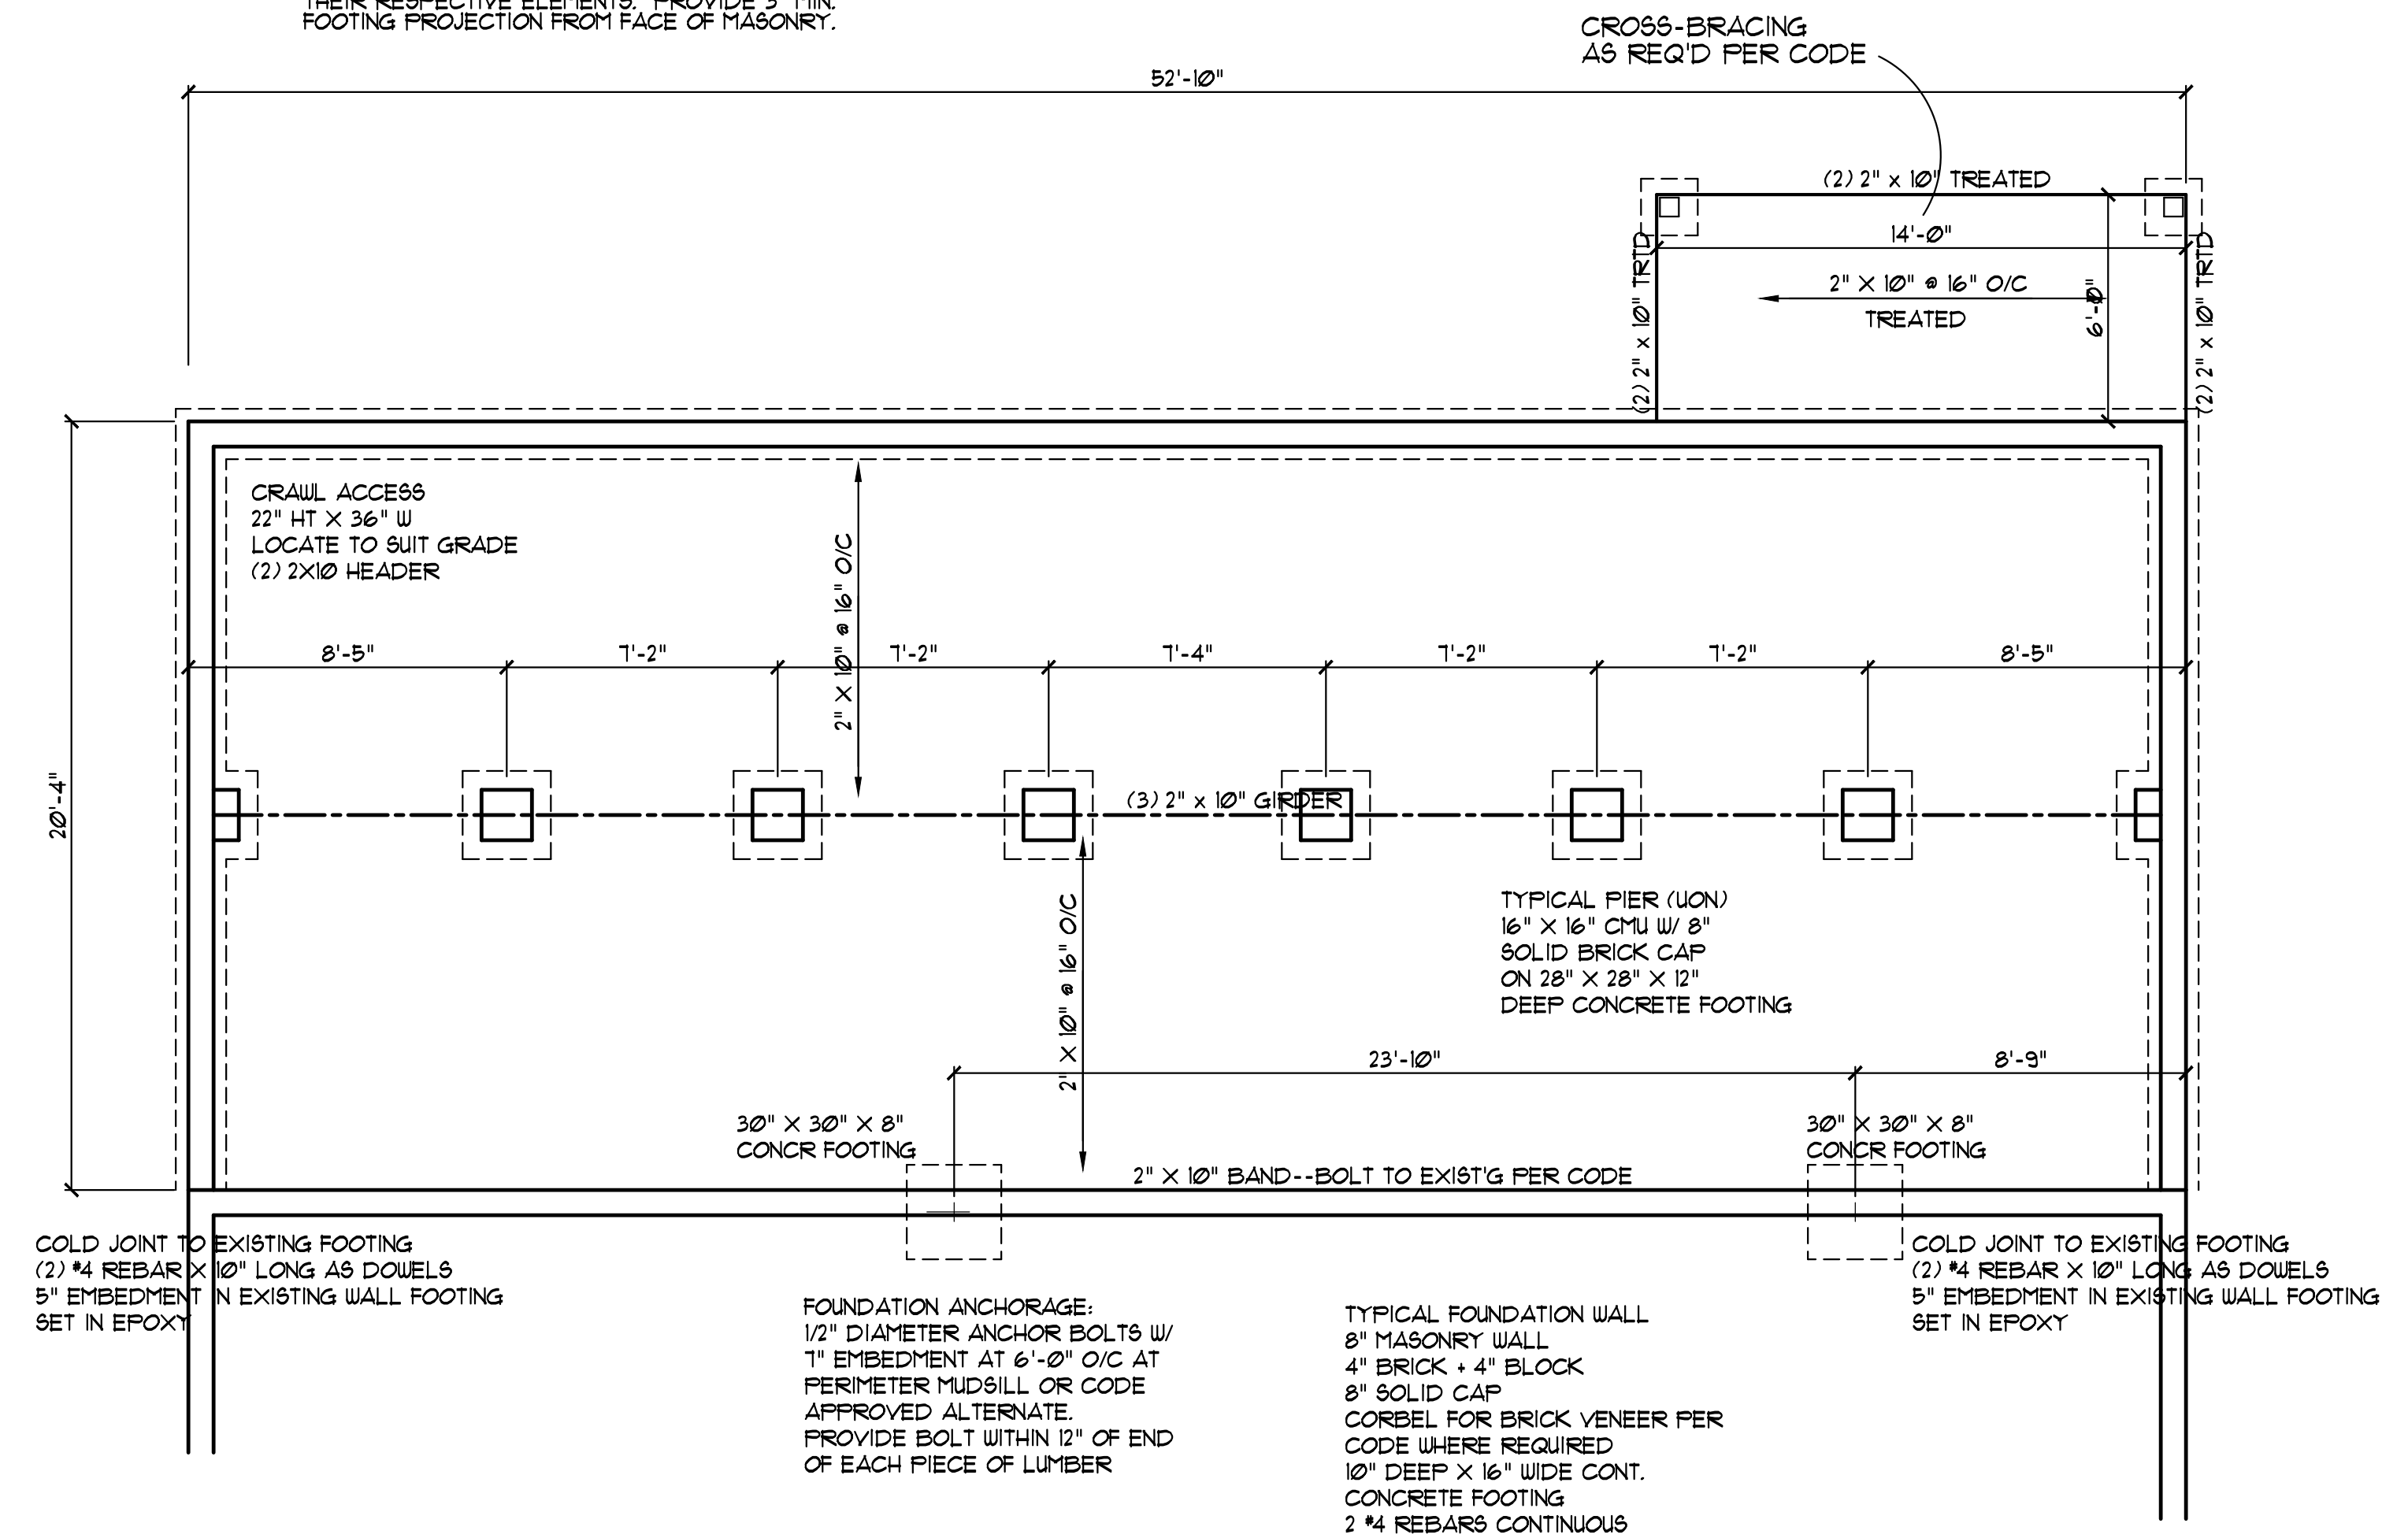 THEIR RESPECTIVE ELEMENTS. PROVIDE 3" MIN.
FOOTING PROJECTION FROM FACE OF MASONRY.
CROSS-BRACING
AS REQ'D PER CODE
52'-10"
(2) 2" x 10" TREATED
14'-0"
(2) 2" x 10" TRTD
2" X 10" @ 16" O/C
TREATED
6'-0"
(2) 2" x 10" TRTD
CRAWL ACCESS
22" HT X 36" W
LOCATE TO SUIT GRADE
(2) 2X10 HEADER
2" X 10" @ 16" O/C
8'-5"
7'-2"
7'-2"
7'-4"
7'-2"
7'-2"
8'-5"
20'-4"
(3) 2" x 10" GIRDER
TYPICAL PIER (UON)
16" X 16" CMU W/ 8"
SOLID BRICK CAP
ON 28" X 28" X 12"
DEEP CONCRETE FOOTING
2" X 10" @ 16" O/C
23'-10"
8'-9"
30" X 30" X 8"
CONCR FOOTING
30" X 30" X 8"
CONCR FOOTING
2" X 10" BAND--BOLT TO EXIST'G PER CODE
COLD JOINT TO EXISTING FOOTING
(2) #4 REBAR X 10" LONG AS DOWELS
5" EMBEDMENT IN EXISTING WALL FOOTING
SET IN EPOXY
COLD JOINT TO EXISTING FOOTING
(2) #4 REBAR X 10" LONG AS DOWELS
5" EMBEDMENT IN EXISTING WALL FOOTING
SET IN EPOXY
FOUNDATION ANCHORAGE:
1/2" DIAMETER ANCHOR BOLTS W/
7" EMBEDMENT AT 6'-0" O/C AT
PERIMETER MUDSILL OR CODE
APPROVED ALTERNATE.
PROVIDE BOLT WITHIN 12" OF END
OF EACH PIECE OF LUMBER
TYPICAL FOUNDATION WALL
8" MASONRY WALL
4" BRICK + 4" BLOCK
8" SOLID CAP
CORBEL FOR BRICK VENEER PER
CODE WHERE REQUIRED
10" DEEP X 16" WIDE CONT.
CONCRETE FOOTING
2 #4 REBARS CONTINUOUS